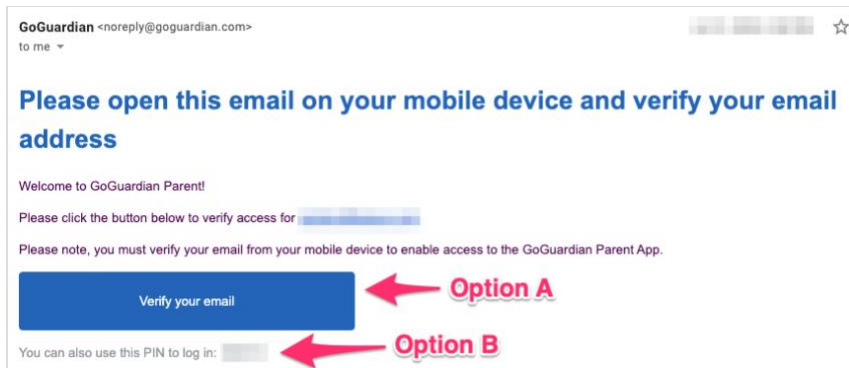 GoGuardian <noreply@goguardian.com>
to me
Please open this email on your mobile device and verify your email
address
Welcome to GoGuardian Parent!
Please click the button below to verify access for
Please note, you must verify your email from your mobile device to enable access to the GoGuardian Parent App.
Verify your email
Option A
You can also use this PIN to log in:
Option B